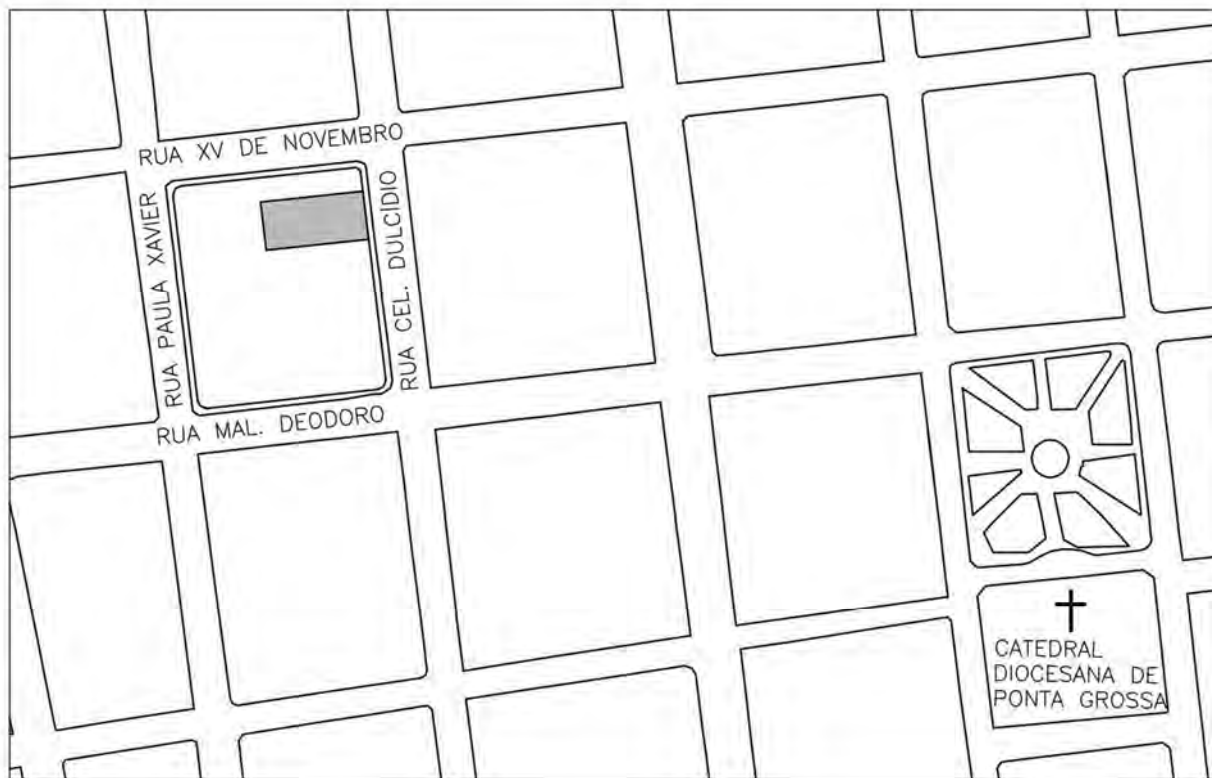 RUA XV DE NOVEMBRO
RUA PAULA XAVIER
RUA CEL. DULCÍDIO
RUA MAL. DEODORO
CATEDRAL
DIOCESANA DE
PONTA GROSSA